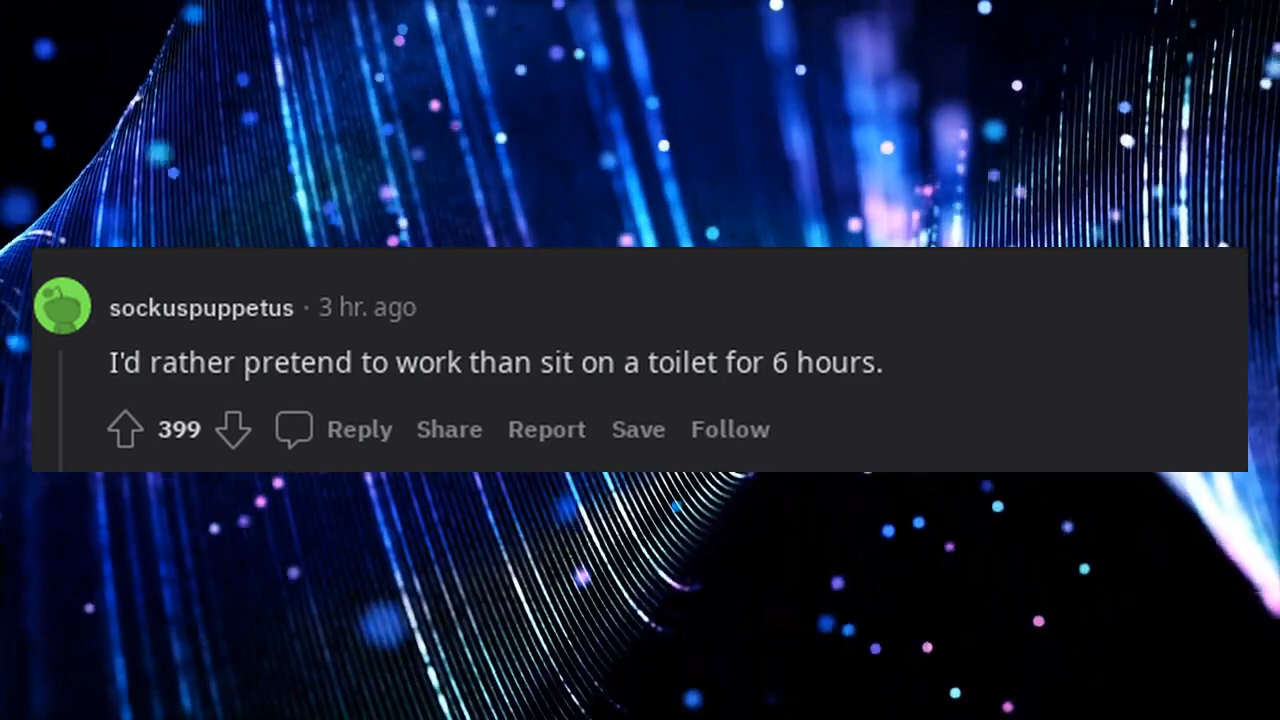 sockuspuppetus · 3 hr. ago
I'd rather pretend to work than sit on a toilet for 6 hours.
399 Reply Share Report Save Follow